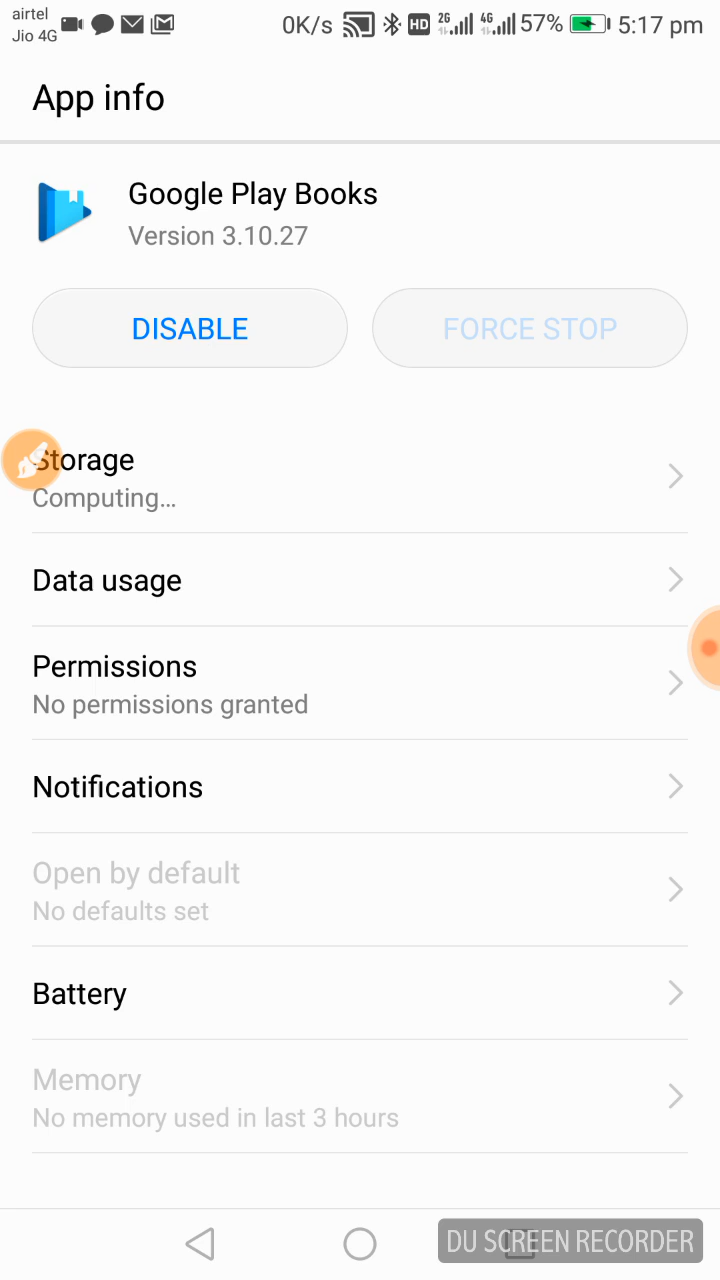 airtel
Jio 4G
0K/s HD 2G 4G 57% 5:17 pm
App info
Google Play Books
Version 3.10.27
DISABLE
FORCE STOP
Storage
Computing...
Data usage
Permissions
No permissions granted
Notifications
Open by default
No defaults set
Battery
Memory
No memory used in last 3 hours
DU SCREEN RECORDER